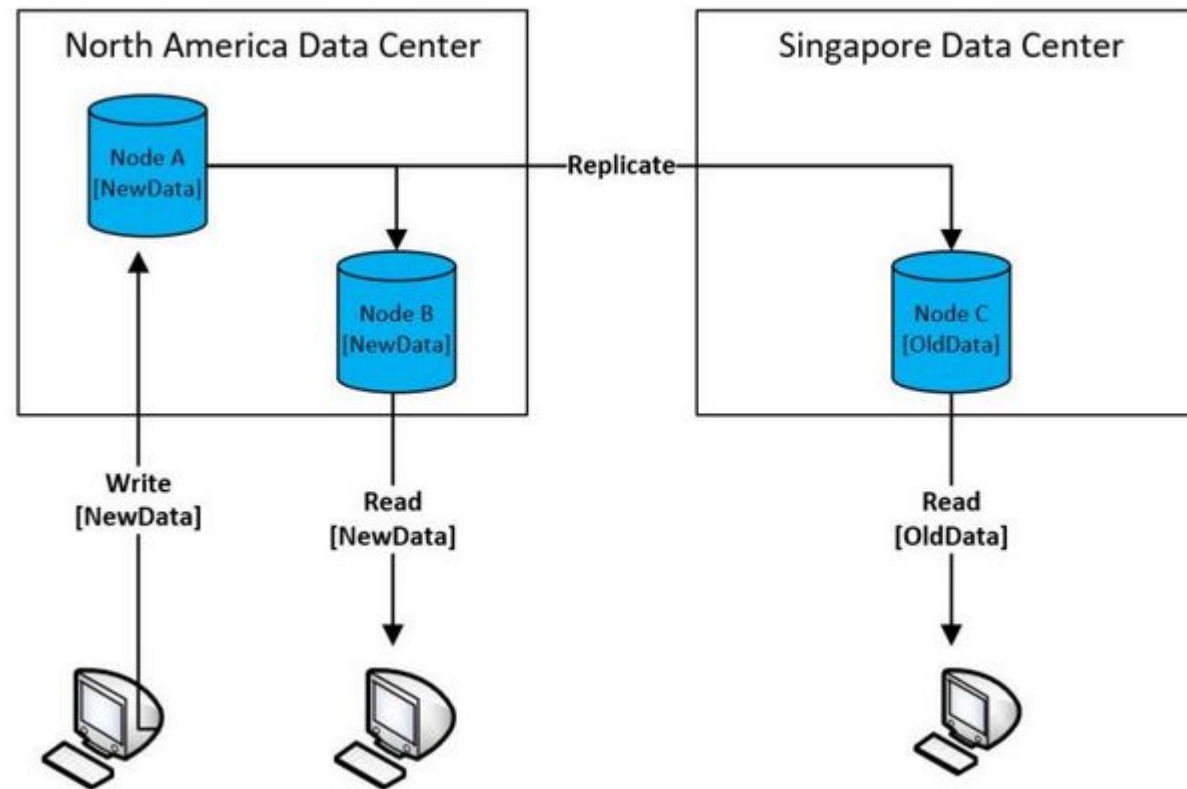 North America Data Center
Singapore Data Center
Node A
[NewData]
Replicate
Node B
[NewData]
Node C
[OldData]
Write
[NewData]
Read
[NewData]
Read
[OldData]